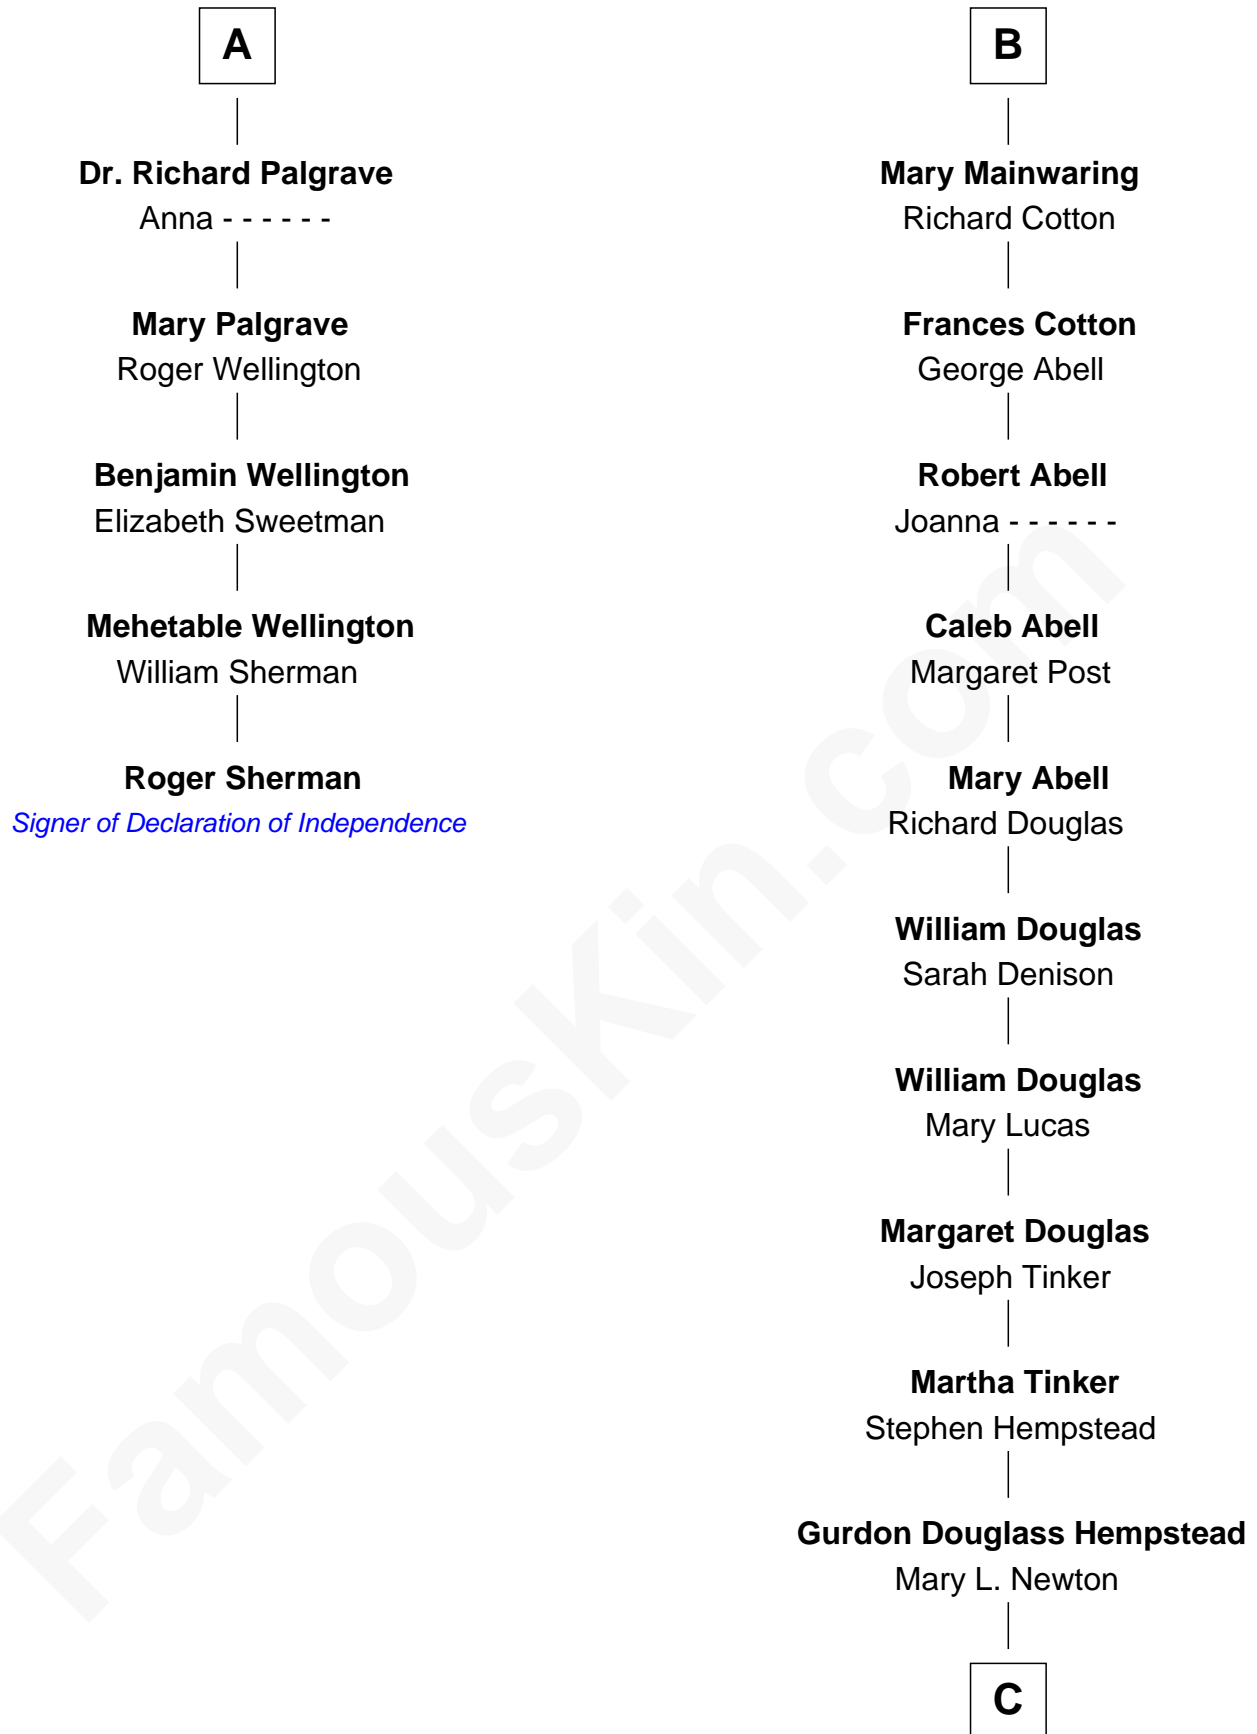 A
Dr. Richard Palgrave
Anna - - - - - -
Mary Palgrave
Roger Wellington
Benjamin Wellington
Elizabeth Sweetman
Mehetable Wellington
William Sherman
Roger Sherman
Signer of Declaration of Independence
B
Mary Mainwaring
Richard Cotton
Frances Cotton
George Abell
Robert Abell
Joanna - - - - - -
Caleb Abell
Margaret Post
Mary Abell
Richard Douglas
William Douglas
Sarah Denison
William Douglas
Mary Lucas
Margaret Douglas
Joseph Tinker
Martha Tinker
Stephen Hempstead
Gurdon Douglass Hempstead
Mary L. Newton
C
FamousKin.com